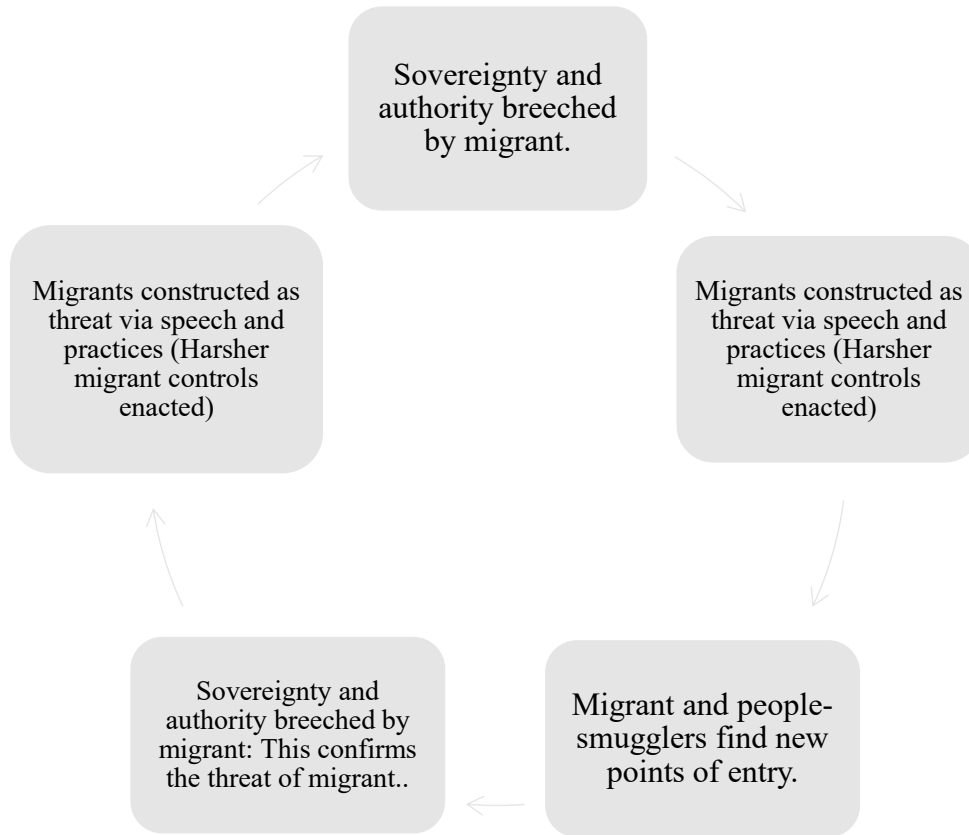 Sovereignty and
authority breeched
by migrant.
Migrants constructed as
threat via speech and
practices (Harsher
migrant controls
enacted)
Migrant and people-
smugglers find new
points of entry.
Sovereignty and
authority breeched by
migrant: This confirms
the threat of migrant..
Migrants constructed as
threat via speech and
practices (Harsher
migrant controls
enacted)